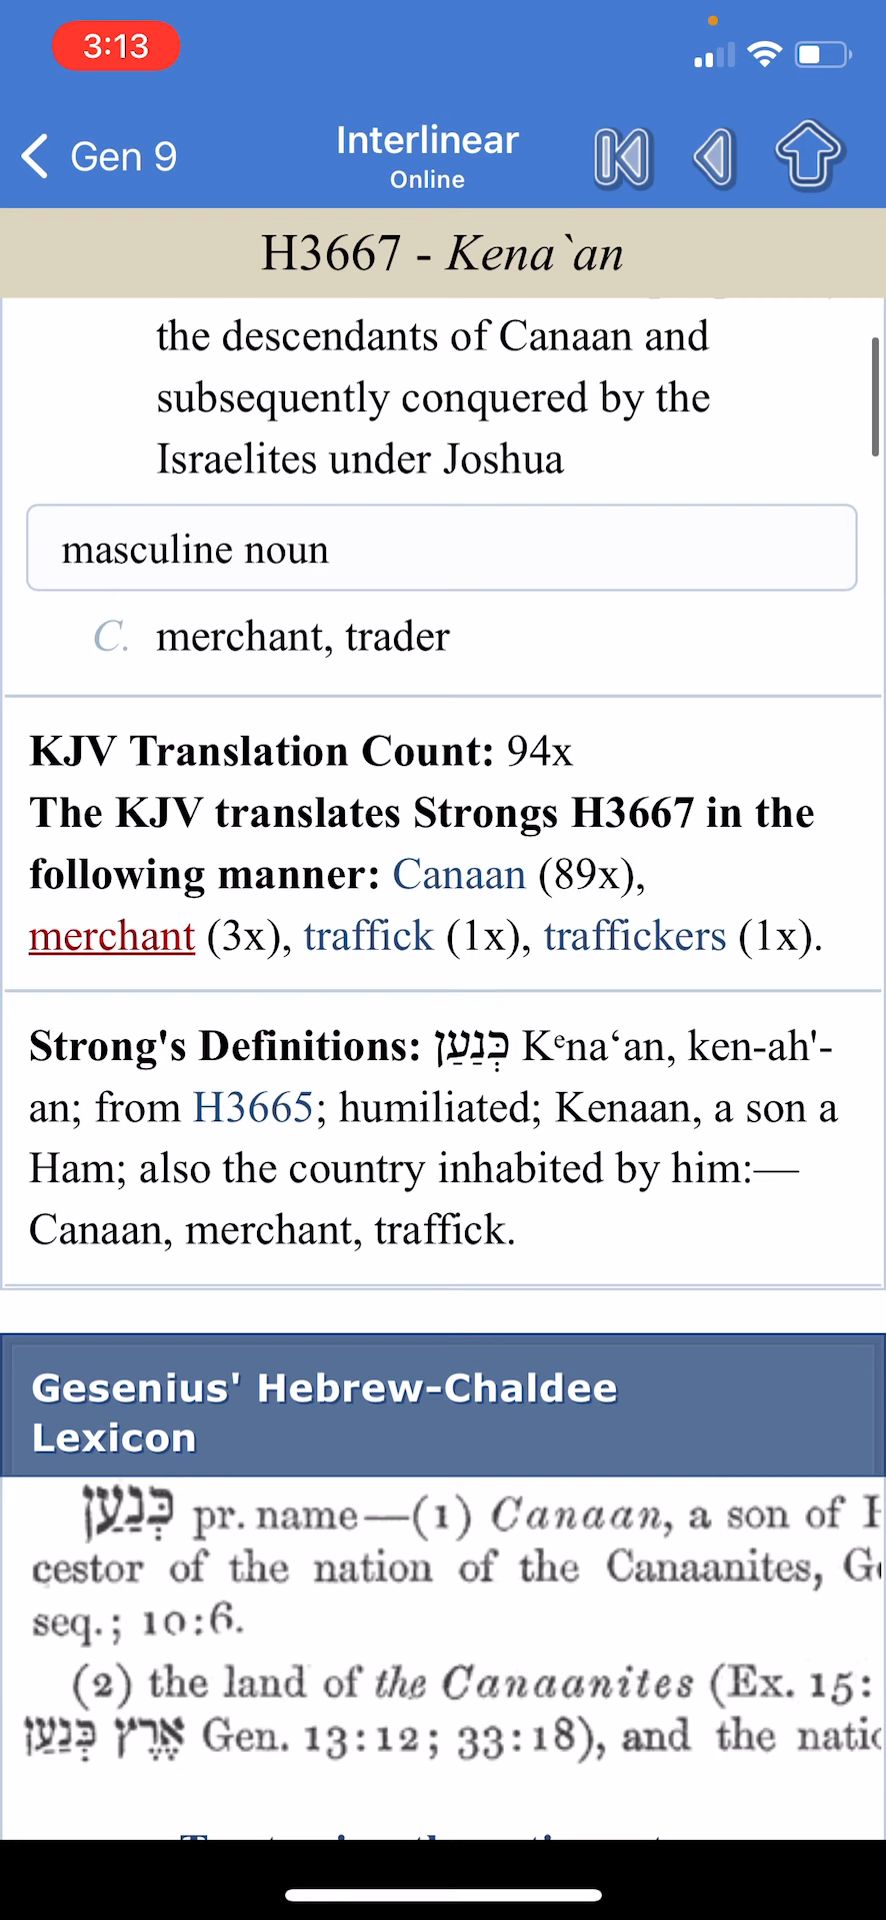 3:13
Gen 9
Interlinear
Online
H3667 - Kena`an
the descendants of Canaan and
subsequently conquered by the
Israelites under Joshua
masculine noun
C. merchant, trader
KJV Translation Count: 94x
The KJV translates Strongs H3667 in the
following manner: Canaan (89x),
merchant (3x), traffick (1x), traffickers (1x).
Strong's Definitions: כְּנַעַן Kᵉnaʻan, ken-ah'-
an; from H3665; humiliated; Kenaan, a son a
Ham; also the country inhabited by him:—
Canaan, merchant, traffick.
Gesenius' Hebrew-Chaldee
Lexicon
כְּנַעַן pr. name—(1) Canaan, a son of
cestor of the nation of the Canaanites,
seq.; 10:6.
(2) the land of the Canaanites (Ex. 15:
אֶרֶץ כְּנַעַן Gen. 13:12; 33:18), and the